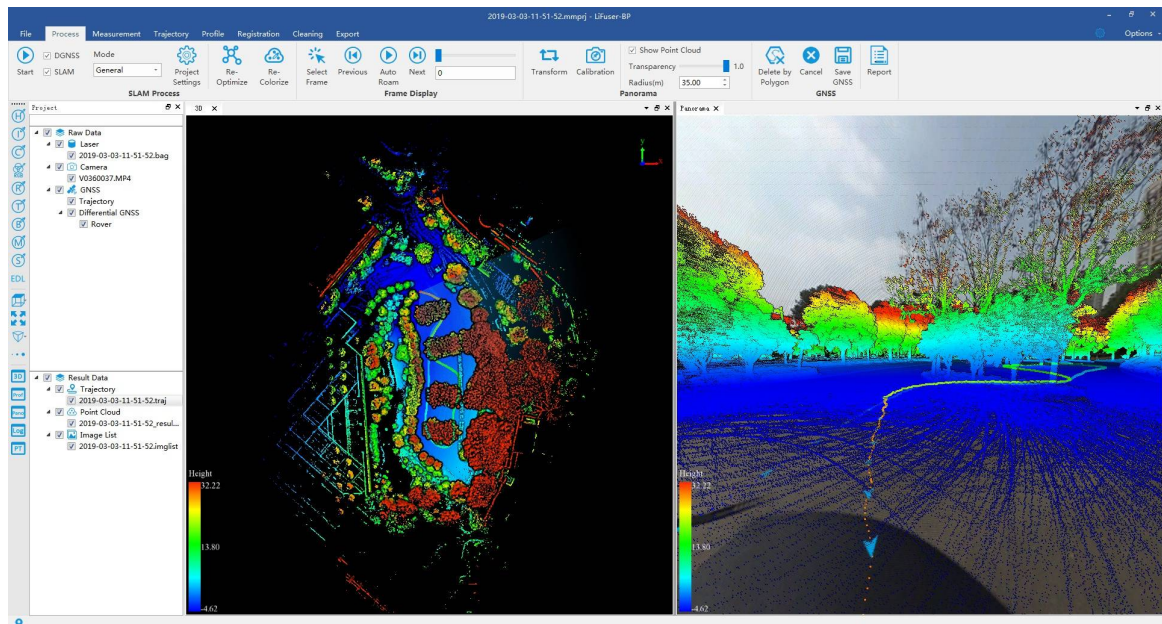 2019-03-03-11-51-52.mmprj - LiFuser-BP
File Process Measurement Trajectory Profile Registration Cleaning Export Options
Start
DGNSS
SLAM
Mode
General
Project Settings
SLAM Process
Re-Optimize
Re-Colorize
Select Frame
Previous
Auto Roam
Next
0
Frame Display
Transform
Calibration
Show Point Cloud
Transparency 1.0
Radius(m) 35.00
Panorama
Delete by Polygon
Cancel
Save GNSS
GNSS
Report
Project
Raw Data
Laser
2019-03-03-11-51-52.bag
Camera
V0360037.MP4
GNSS
Trajectory
Differential GNSS
Rover
H
I
C
R
T
B
M
S
EDL
3D
Prof
Pano
Log
PT
Result Data
Trajectory
2019-03-03-11-51-52.traj
Point Cloud
2019-03-03-11-51-52_resul...
Image List
2019-03-03-11-51-52.imglist
3D
y
x
Height
32.22
13.80
-4.62
Panorama
Height
32.22
13.80
-4.62